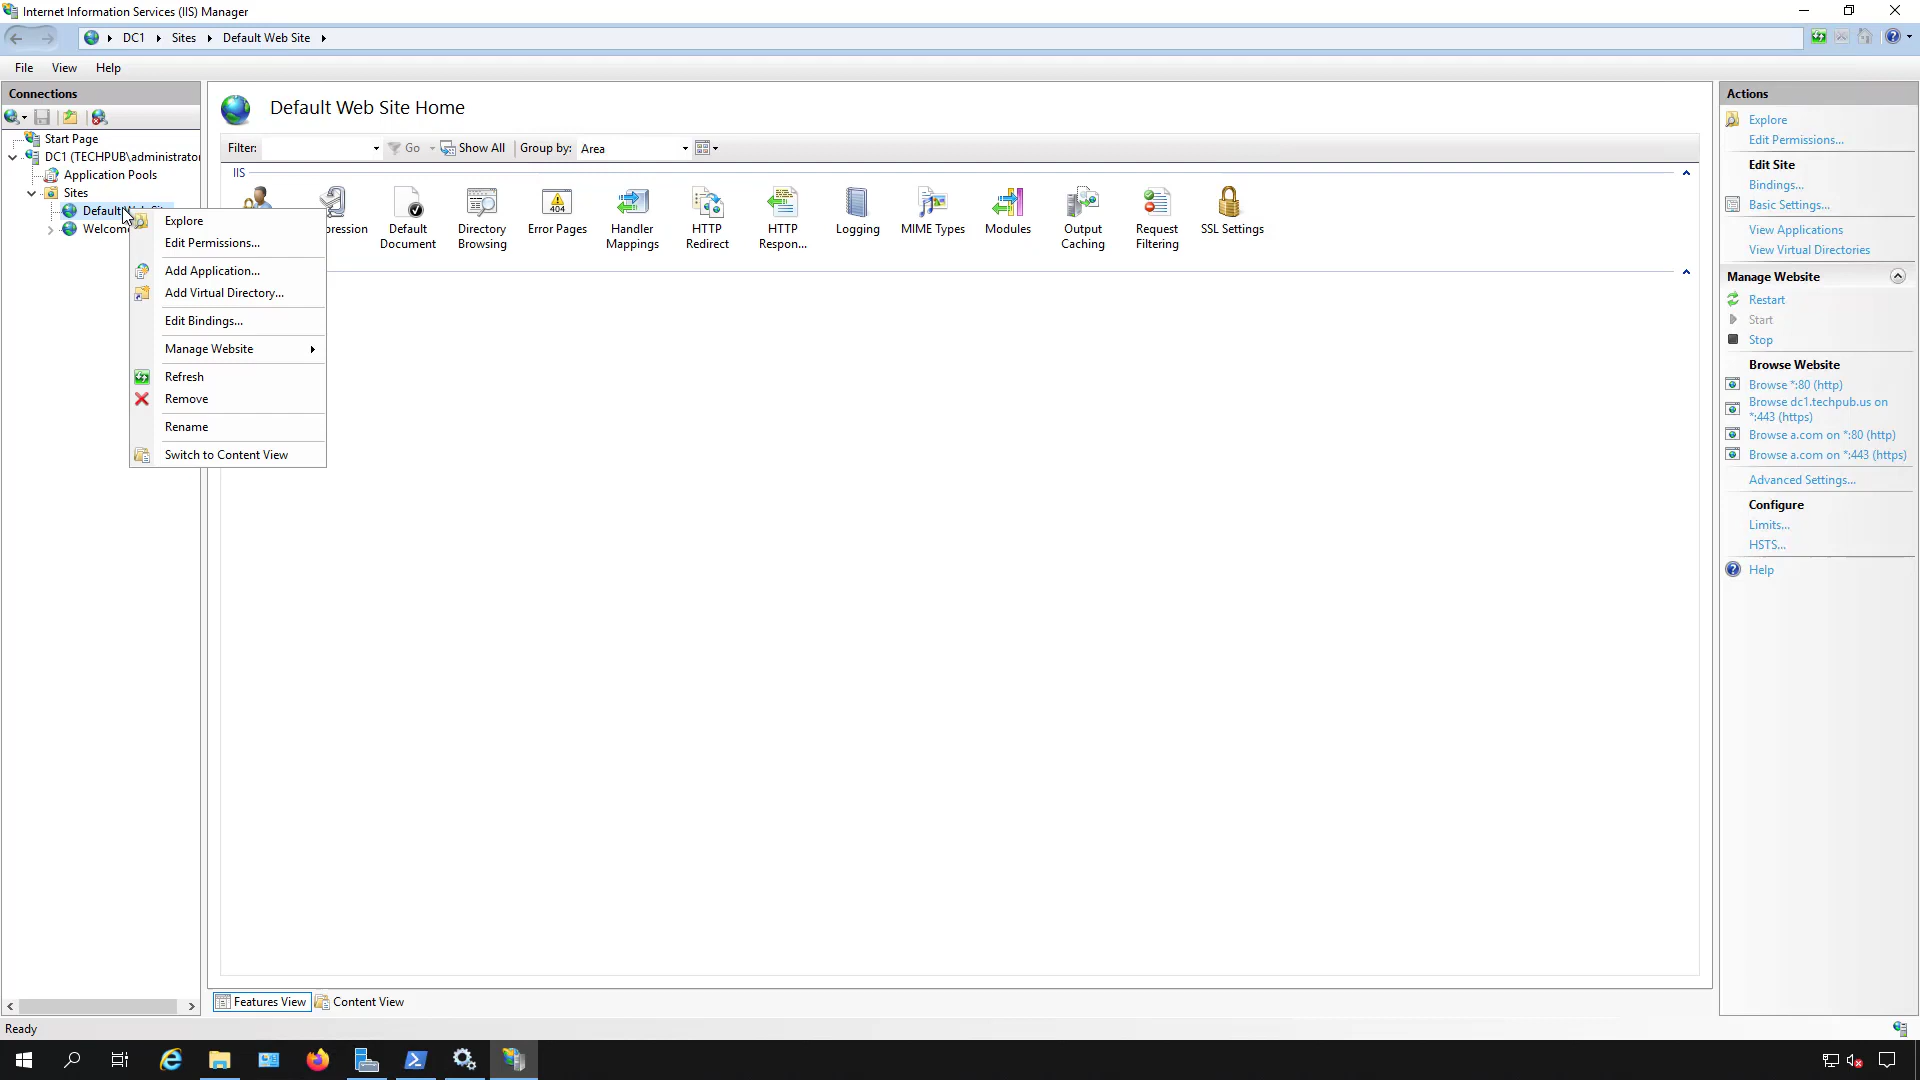 Internet Information Services (IIS) Manager
DC1
Sites
Default Web Site
File
View
Help
Connections
Start Page
DC1 (TECHPUB\administrator
Application Pools
Sites
Default
Welcome
Explore
Edit Permissions...
Add Application...
Add Virtual Directory...
Edit Bindings...
Manage Website
Refresh
Remove
Rename
Switch to Content View
Default Web Site Home
Filter:
Go
Show All
Group by:
Area
IIS
pression
Default
Document
Directory
Browsing
Error Pages
404
Handler
Mappings
HTTP
Redirect
HTTP
Respon...
Logging
MIME Types
Modules
Output
Caching
Request
Filtering
SSL Settings
Features View
Content View
Ready
Actions
Explore
Edit Permissions...
Edit Site
Bindings...
Basic Settings...
View Applications
View Virtual Directories
Manage Website
Restart
Start
Stop
Browse Website
Browse *:80 (http)
Browse dc1.techpub.us on
*:443 (https)
Browse a.com on *:80 (http)
Browse a.com on *:443 (https)
Advanced Settings...
Configure
Limits...
HSTS...
Help